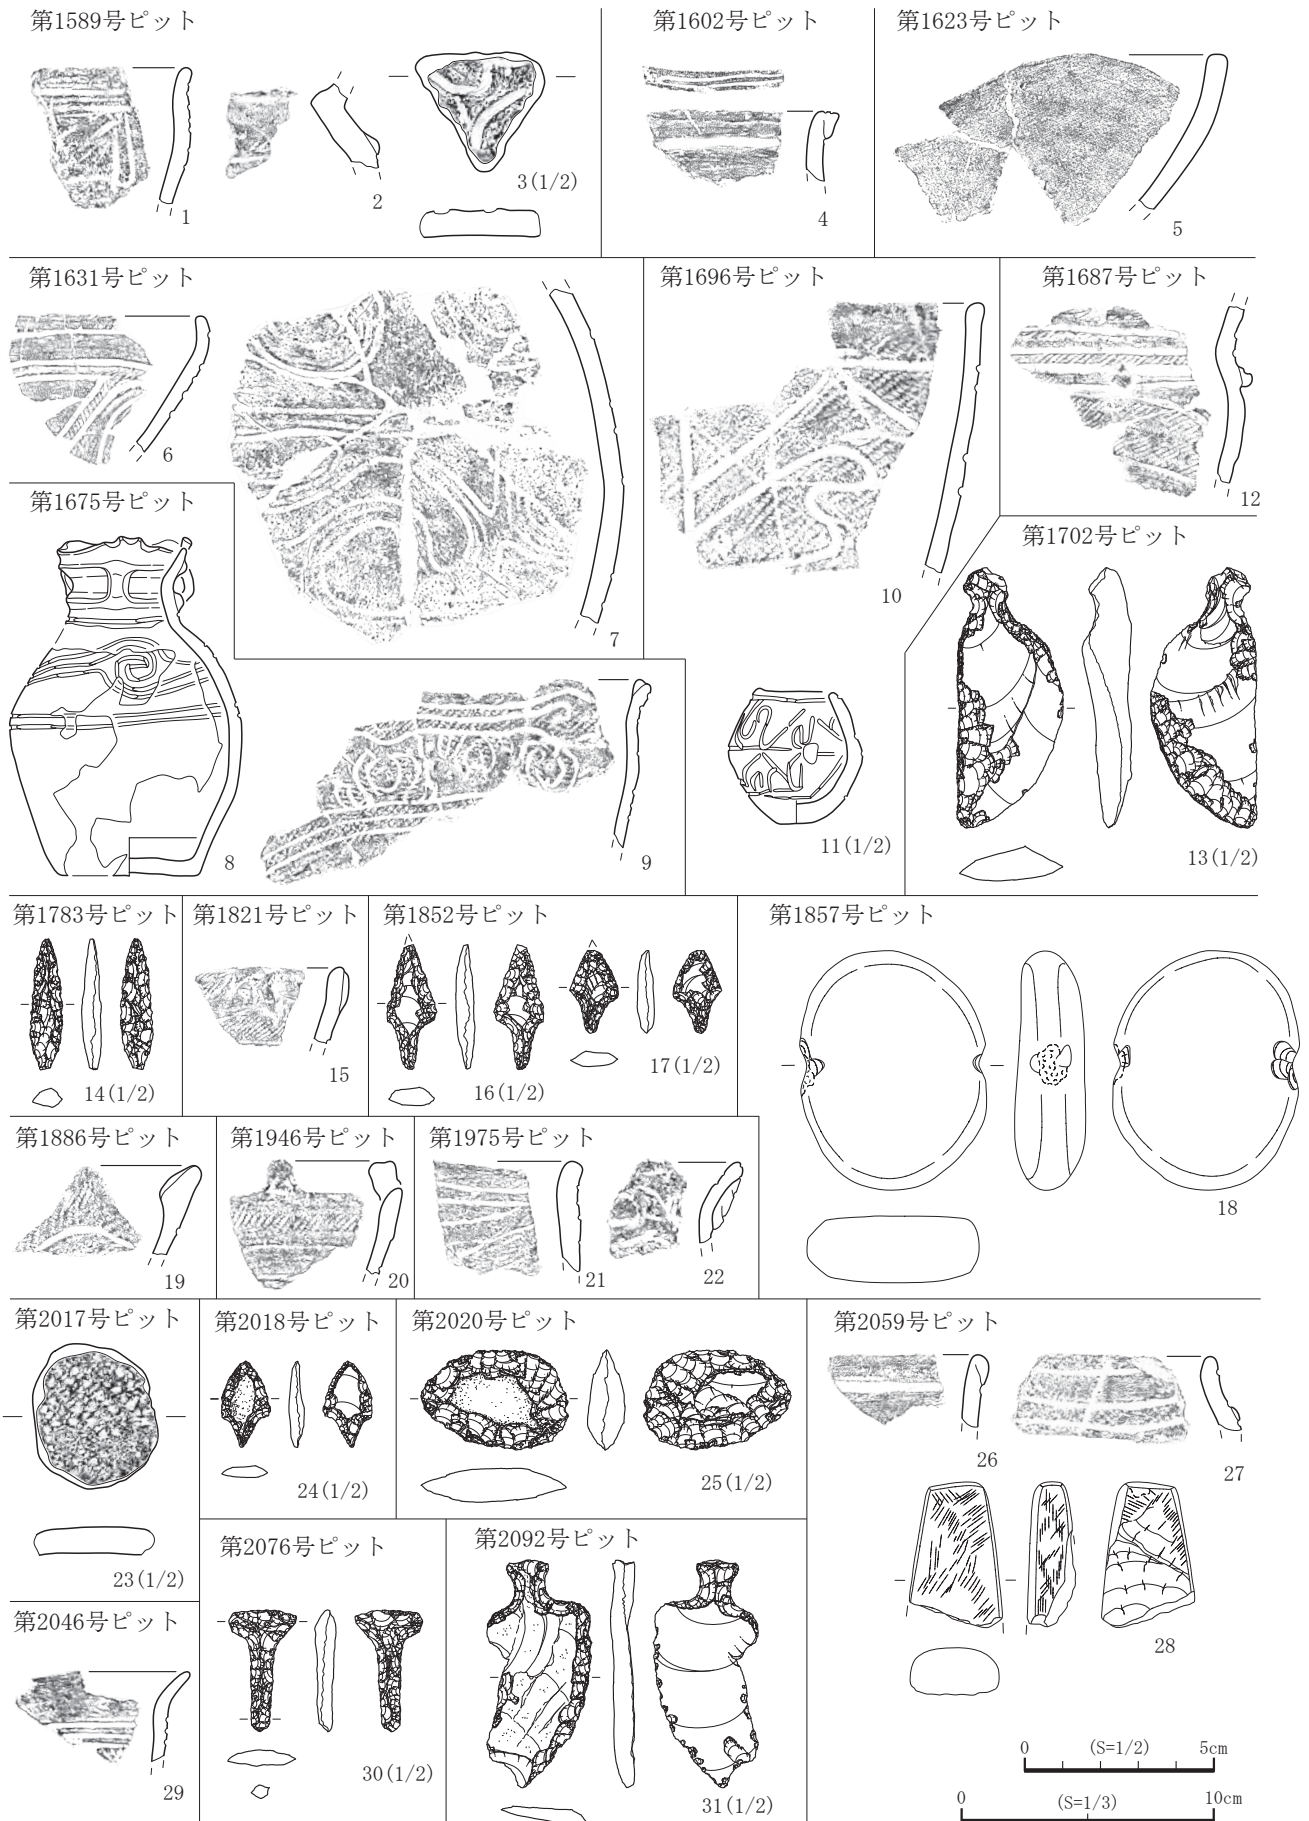 第1589号ピット
1
2
3(1/2)
第1602号ピット
4
第1623号ピット
5
第1631号ピット
6
7
第1696号ピット
10
11(1/2)
第1687号ピット
12
第1675号ピット
8
9
第1702号ピット
13(1/2)
第1783号ピット
14(1/2)
第1821号ピット
15
第1852号ピット
16(1/2)
17(1/2)
第1857号ピット
18
第1886号ピット
19
第1946号ピット
20
第1975号ピット
21
22
第2017号ピット
23(1/2)
第2018号ピット
24(1/2)
第2020号ピット
25(1/2)
第2059号ピット
26
27
28
第2046号ピット
29
第2076号ピット
30(1/2)
第2092号ピット
31(1/2)
0 (S=1/2) 5cm
0 (S=1/3) 10cm